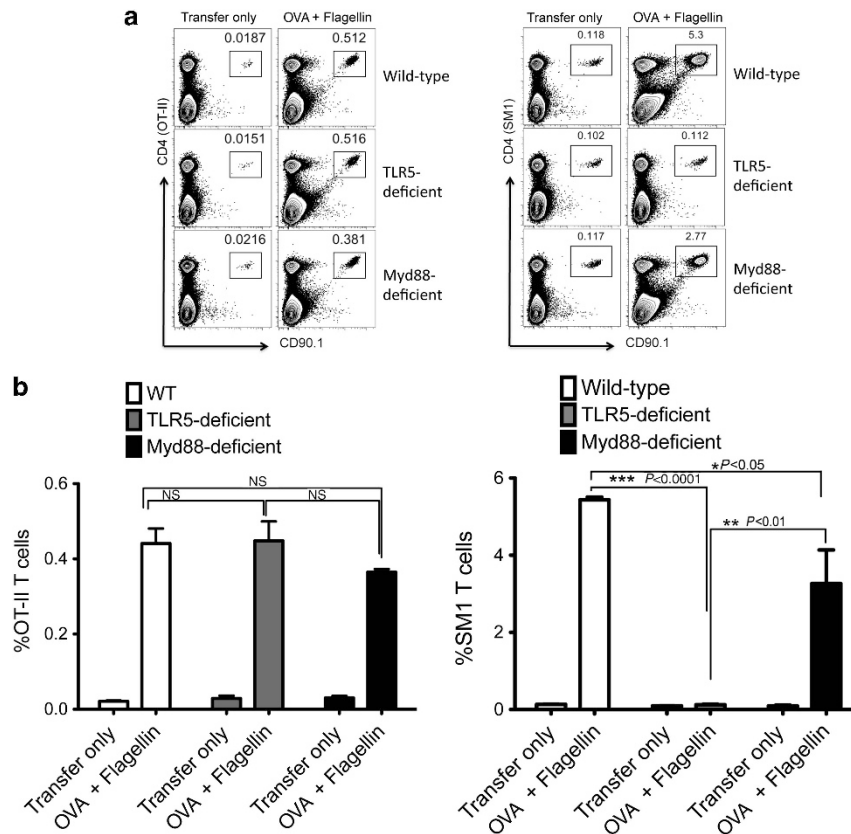 a
Transfer only OVA + Flagellin
0.0187 0.512
Wild-type
0.0151 0.516
TLR5-
deficient
0.0216 0.381
Myd88-
deficient
CD4 (OT-II)
CD90.1
Transfer only OVA + Flagellin
0.118 5.3
Wild-type
0.102 0.112
TLR5-
deficient
0.117 2.77
Myd88-
deficient
CD4 (SM1)
CD90.1
b
WT
TLR5-deficient
Myd88-deficient
NS
NS NS
0.6
0.4
0.2
0.0
%OT-II T cells
Transfer only
OVA + Flagellin
Transfer only
OVA + Flagellin
Transfer only
OVA + Flagellin
Wild-type
TLR5-deficient
Myd88-deficient
*P<0.05
*** P<0.0001
** P<0.01
6
4
2
0
%SM1 T cells
Transfer only
OVA + Flagellin
Transfer only
OVA + Flagellin
Transfer only
OVA + Flagellin